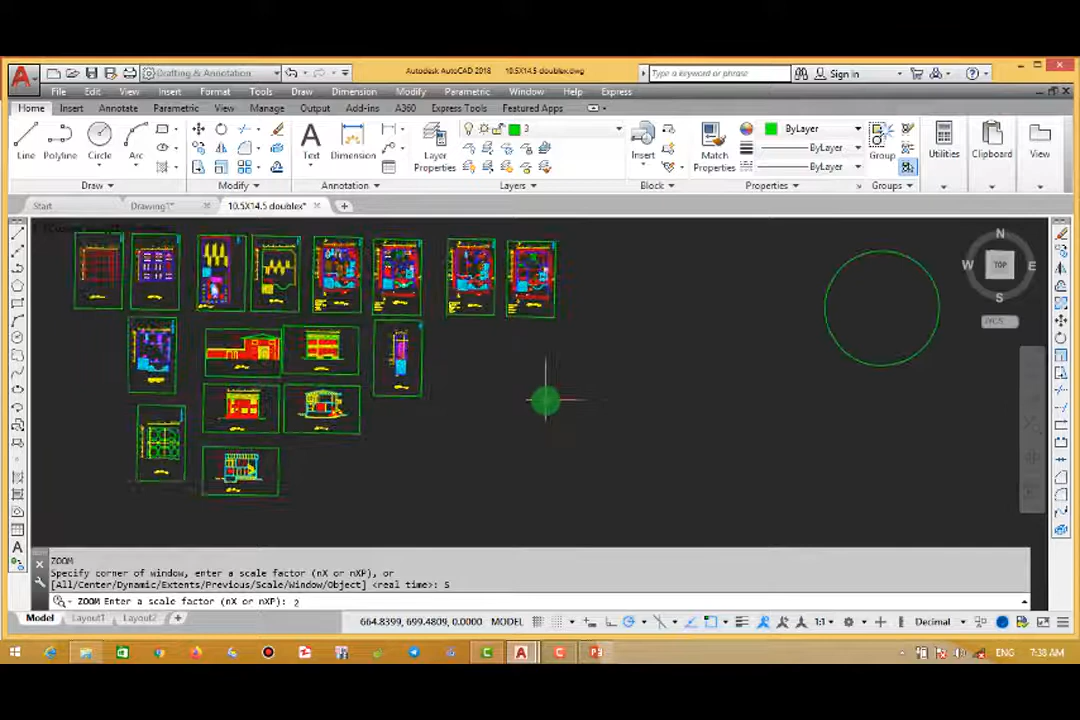 Drafting & Annotation
Autodesk AutoCAD 2018 10.5X14.5 doublex.dwg
Type a keyword or phrase
Sign In
File Edit View Insert Format Tools Draw Dimension Modify Parametric Window Help Express
Home Insert Annotate Parametric View Manage Output Add-ins A360 Express Tools Featured Apps
3
ByLayer
ByLayer
ByLayer
Line Polyline Circle Arc
Text Dimension
Layer Properties
Insert
Match Properties
Group Utilities Clipboard View
Draw Modify Annotation Layers Block Properties Groups
Start Drawing1* 10.5X14.5 doublex*
N
W TOP E
S
ZOOM
Specify corner of window, enter a scale factor (nX or nXP), or
[All/Center/Dynamic/Extents/Previous/Scale/Window/Object] <real time>: S
ZOOM Enter a scale factor (nX or nXP): 2
Model Layout1 Layout2 +
664.8399, 699.4809, 0.0000 MODEL
1:1
Decimal
ENG 7:38 AM